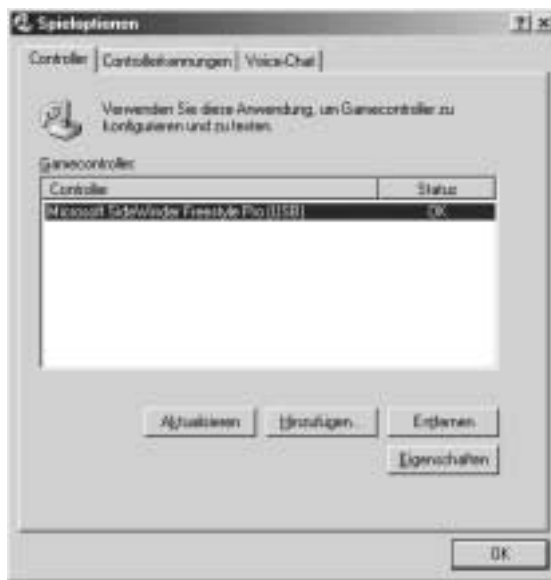 Spieloptionen
Controller
Controllerkennungen
Voice-Chat
Verwenden Sie diese Anwendung, um Gamecontroller zu
konfigurieren und zu testen.
Gamecontroller:
Controller
Status
Microsoft SideWinder Freestyle Pro (USB)
OK
Aktualisieren
Hinzufügen...
Entfernen
Eigenschaften
OK